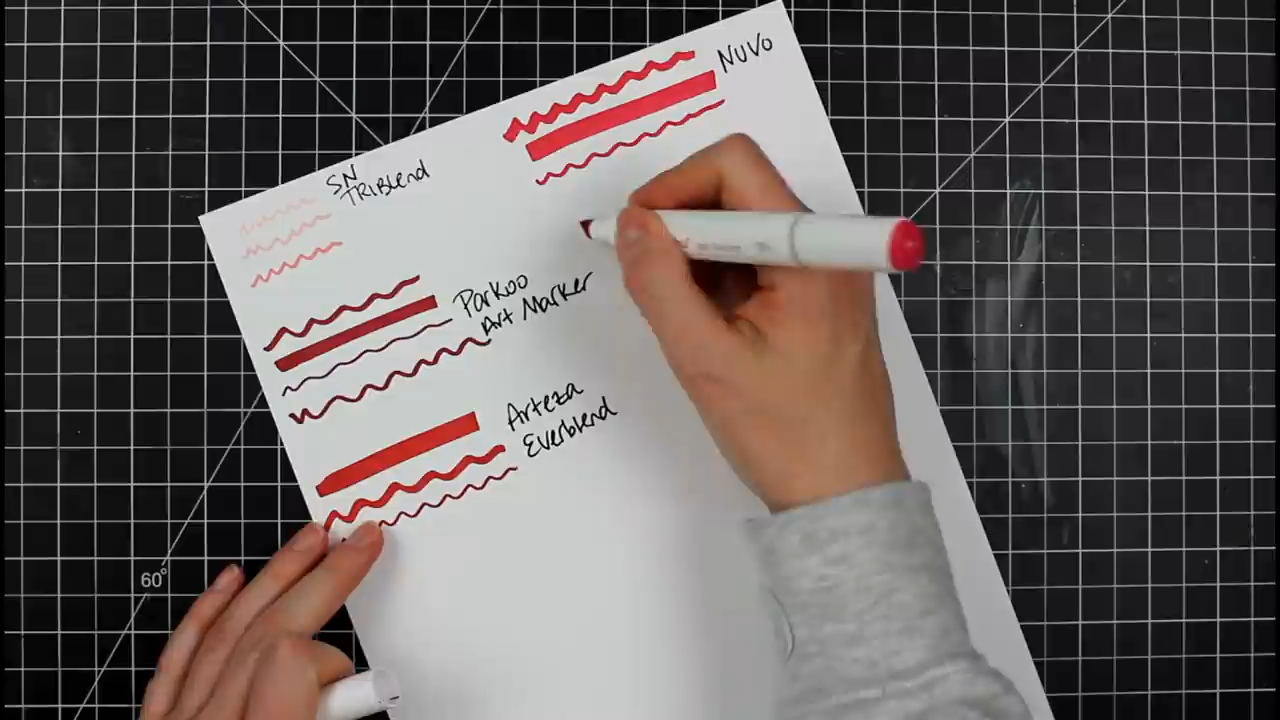 NUVO
SN
TRIBlend
Parkoo
Art Marker
Arteza
Everblend
60°